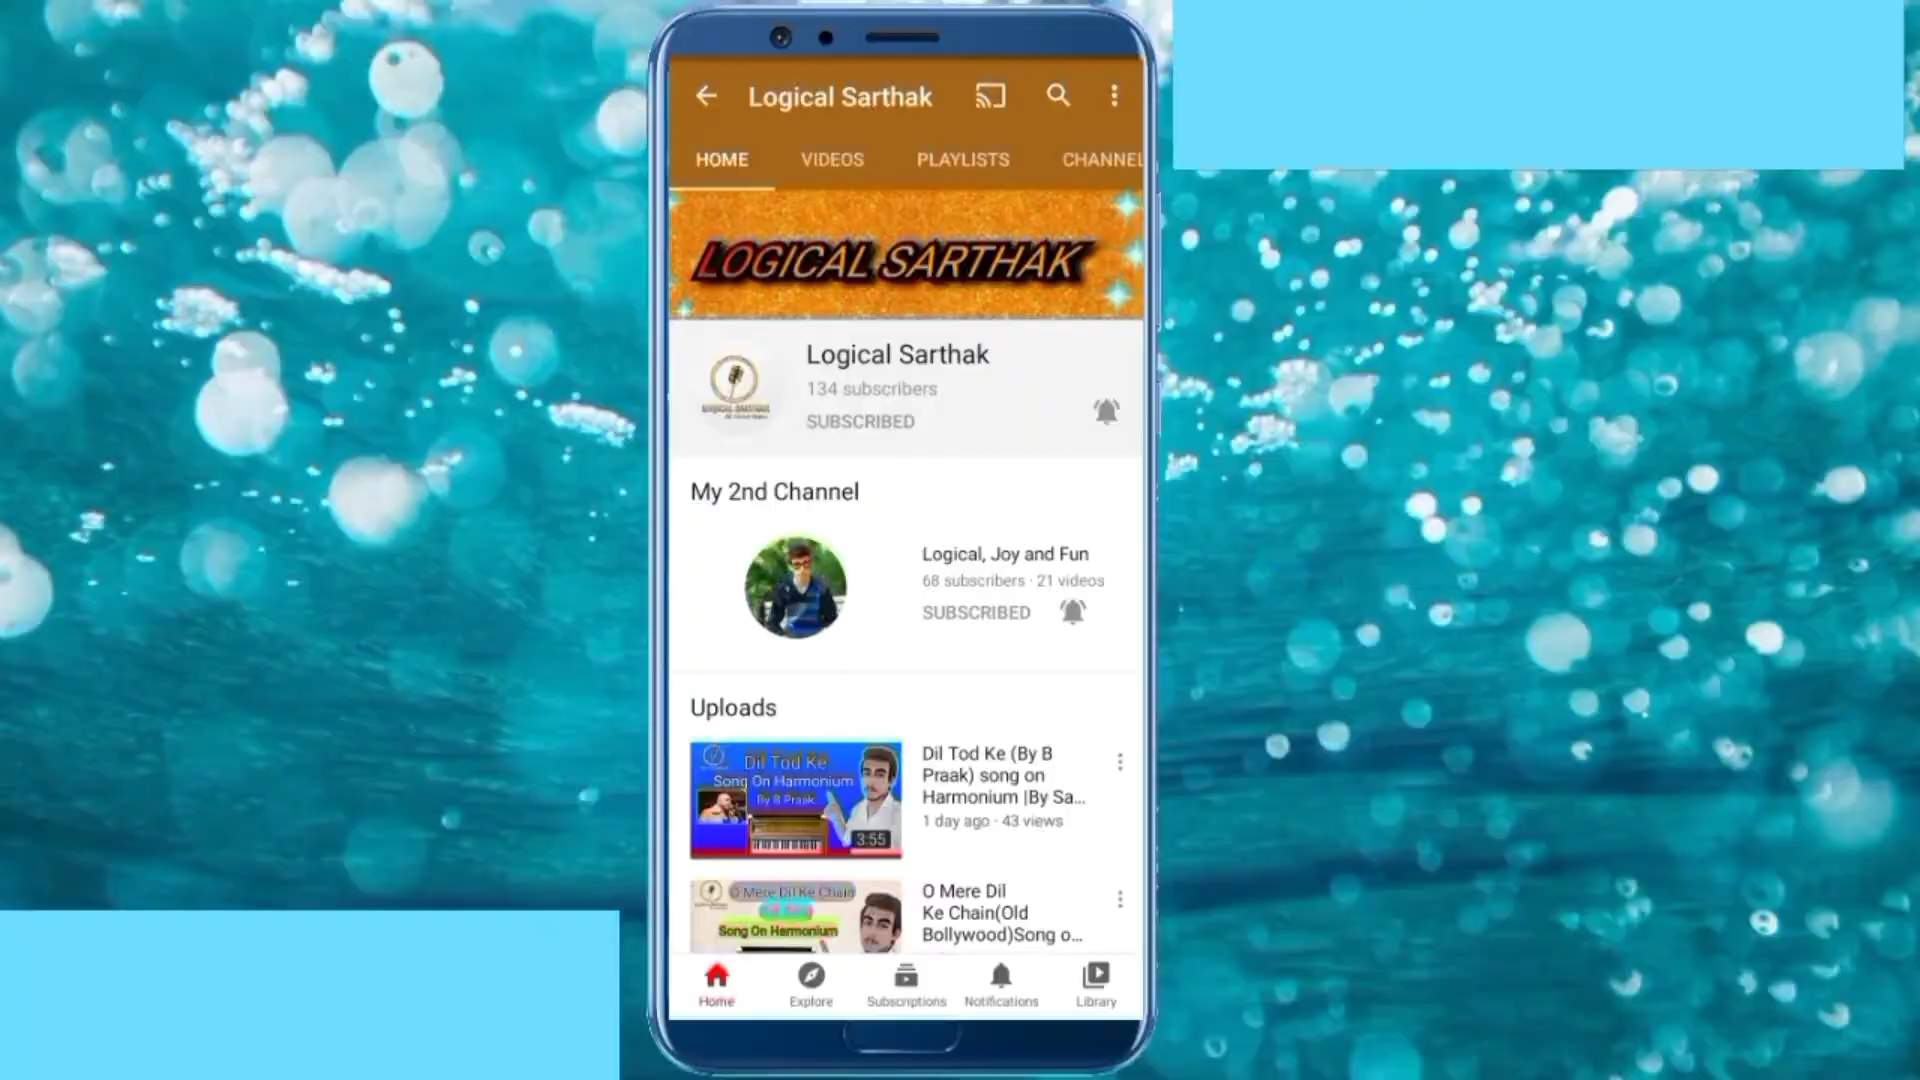 Logical Sarthak
HOME VIDEOS PLAYLISTS CHANNEL
LOGICAL SARTHAK
Logical Sarthak
134 subscribers
SUBSCRIBED
LOGICAL SARTHAK
My 2nd Channel
Logical, Joy and Fun
68 subscribers · 21 videos
SUBSCRIBED
Uploads
Dil Tod Ke
Song On Harmonium
By B Praak
3:55
Dil Tod Ke (By B
Praak) song on
Harmonium |By Sa...
1 day ago · 43 views
O Mere Dil Ke Chain
Song On Harmonium
O Mere Dil
Ke Chain(Old
Bollywood)Song o...
Home Explore Subscriptions Notifications Library